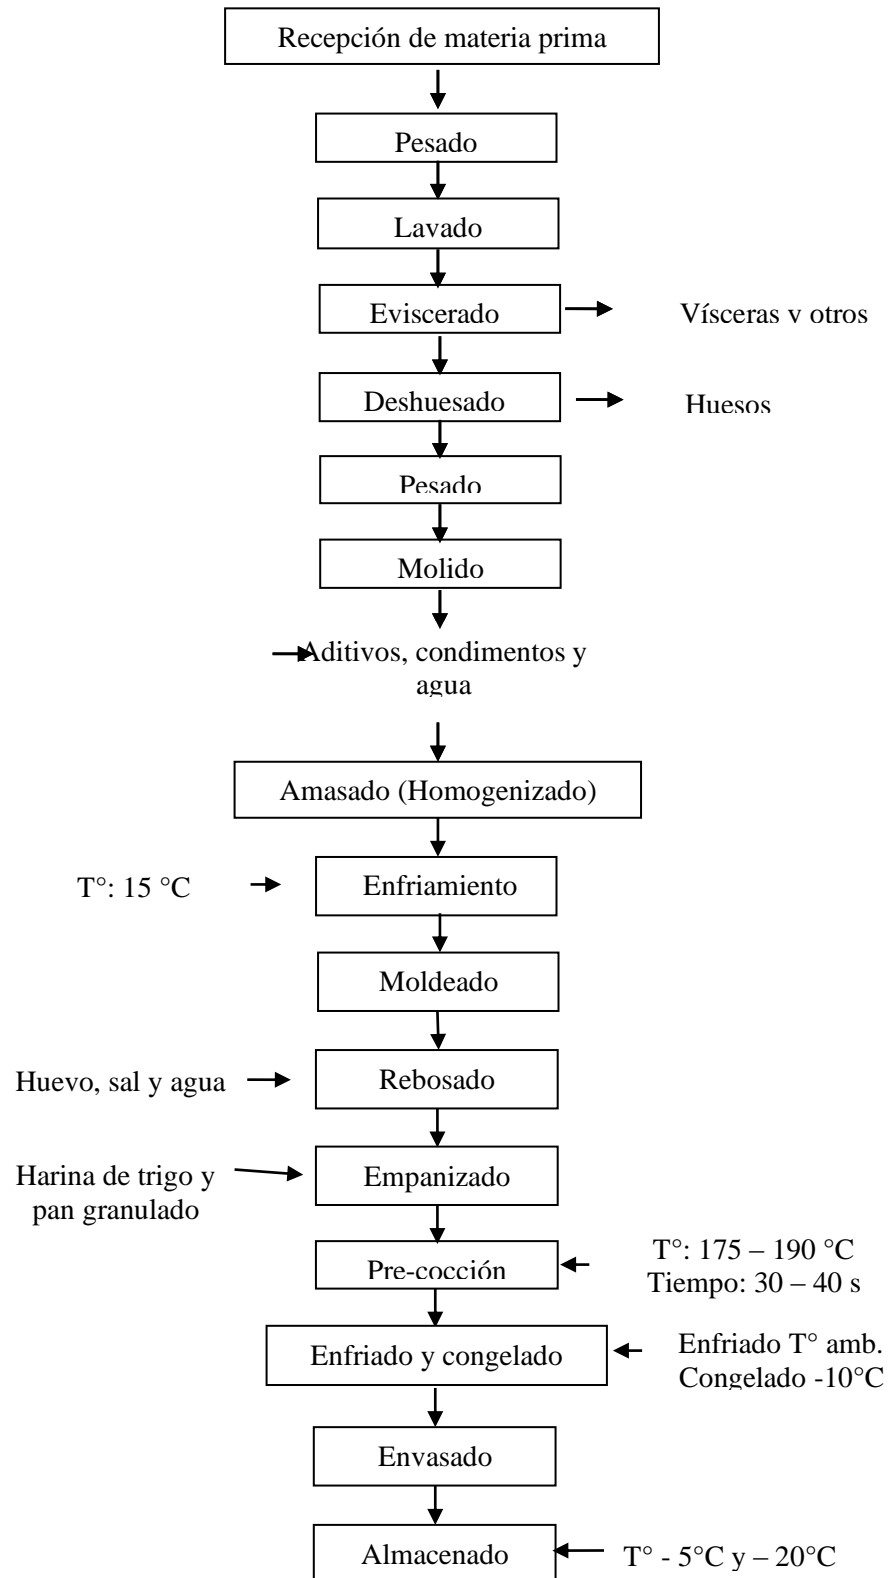 Recepción de materia prima
Pesado
Lavado
Eviscerado
Vísceras v otros
Deshuesado
Huesos
Pesado
Molido
Aditivos, condimentos y
agua
Amasado (Homogenizado)
T°: 15 °C
Enfriamiento
Moldeado
Huevo, sal y agua
Rebosado
Harina de trigo y
pan granulado
Empanizado
Pre-cocción
T°: 175 – 190 °C
Tiempo: 30 – 40 s
Enfriado y congelado
Enfriado T° amb.
Congelado -10°C
Envasado
Almacenado
T° - 5°C y – 20°C